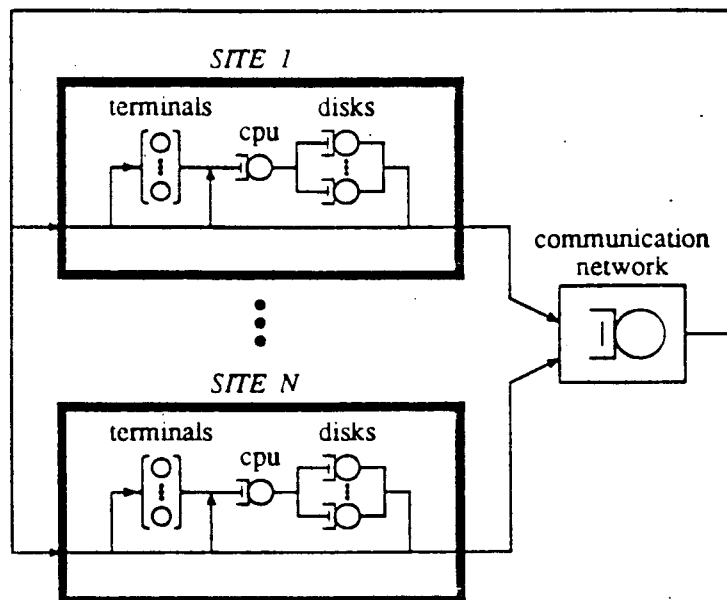 SITE 1
terminals
cpu
disks
communication
network
SITE N
terminals
cpu
disks